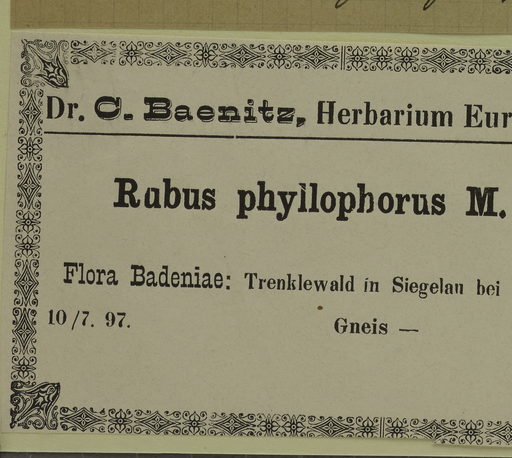 Dr. C. Baenitz, Herbarium Eur
Rubus phyllophorus M.
Flora Badeniae: Trenklewald in Siegelau bei
10/7. 97.
Gneis —